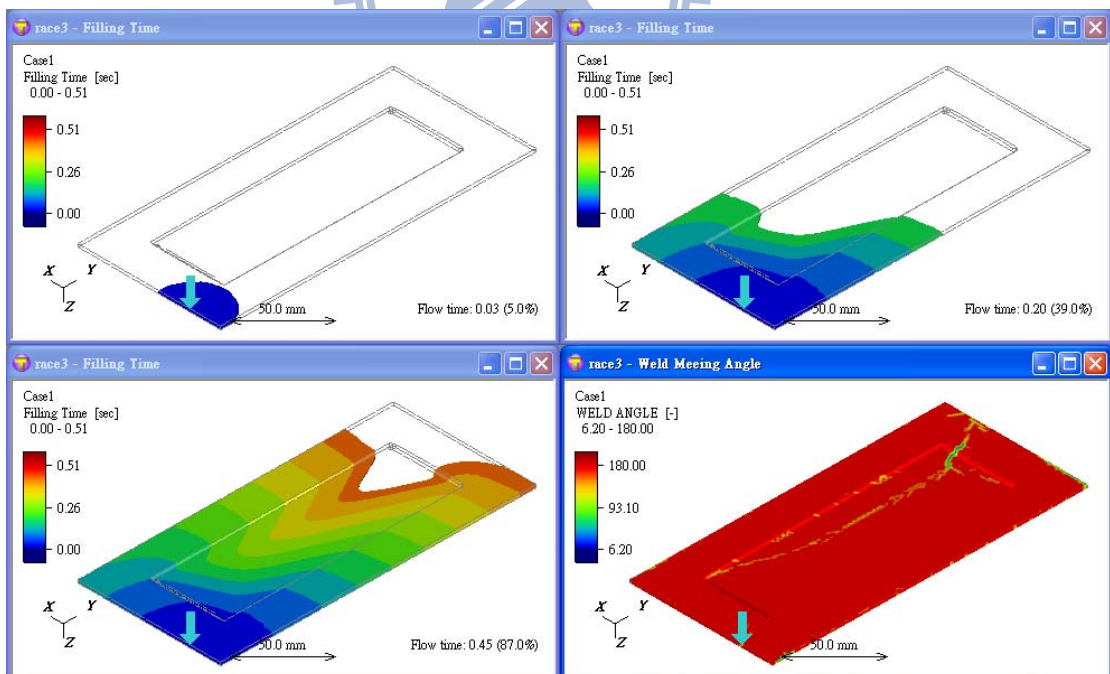 race3 - Filling Time
Case1
Filling Time [sec]
0.00 - 0.51
0.51
0.26
0.00
X
Y
Z
50.0 mm
Flow time: 0.03 (5.0%)
race3 - Filling Time
Case1
Filling Time [sec]
0.00 - 0.51
0.51
0.26
0.00
X
Y
Z
50.0 mm
Flow time: 0.20 (39.0%)
race3 - Filling Time
Case1
Filling Time [sec]
0.00 - 0.51
0.51
0.26
0.00
X
Y
Z
50.0 mm
Flow time: 0.45 (87.0%)
race3 - Weld Meeing Angle
Case1
WELD ANGLE [-]
6.20 - 180.00
180.00
93.10
6.20
X
Y
Z
50.0 mm